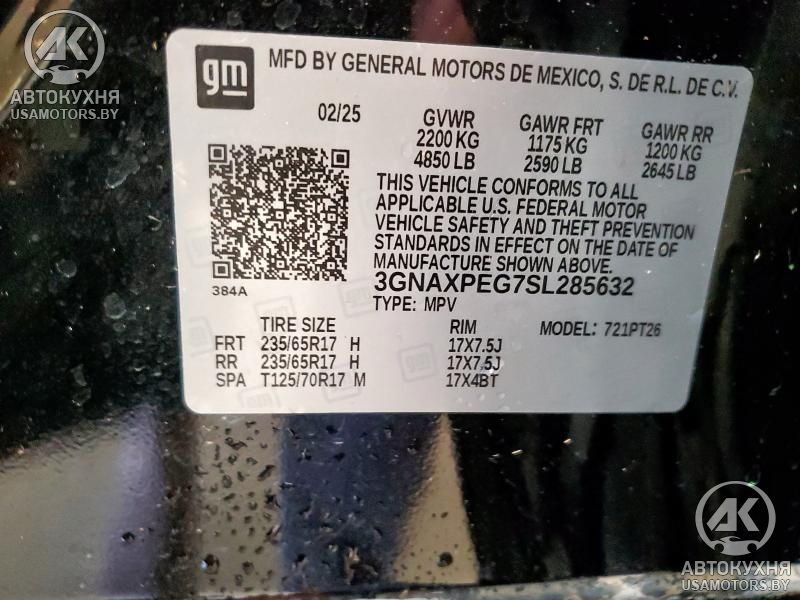 AK
АВТОКУХНЯ
USAMOTORS.BY
gm
MFD BY GENERAL MOTORS DE MEXICO, S. DE R.L. DE C.V.
02/25 GVWR GAWR FRT GAWR RR
2200 KG 1175 KG 1200 KG
4850 LB 2590 LB 2645 LB
THIS VEHICLE CONFORMS TO ALL
APPLICABLE U.S. FEDERAL MOTOR
VEHICLE SAFETY AND THEFT PREVENTION
STANDARDS IN EFFECT ON THE DATE OF
MANUFACTURE SHOWN ABOVE.
384A
3GNAXPEG7SL285632
TYPE: MPV
TIRE SIZE RIM MODEL: 721PT26
FRT 235/65R17 H 17X7.5J
RR 235/65R17 H 17X7.5J
SPA T125/70R17 M 17X4BT
AK
АВТОКУХНЯ
USAMOTORS.BY